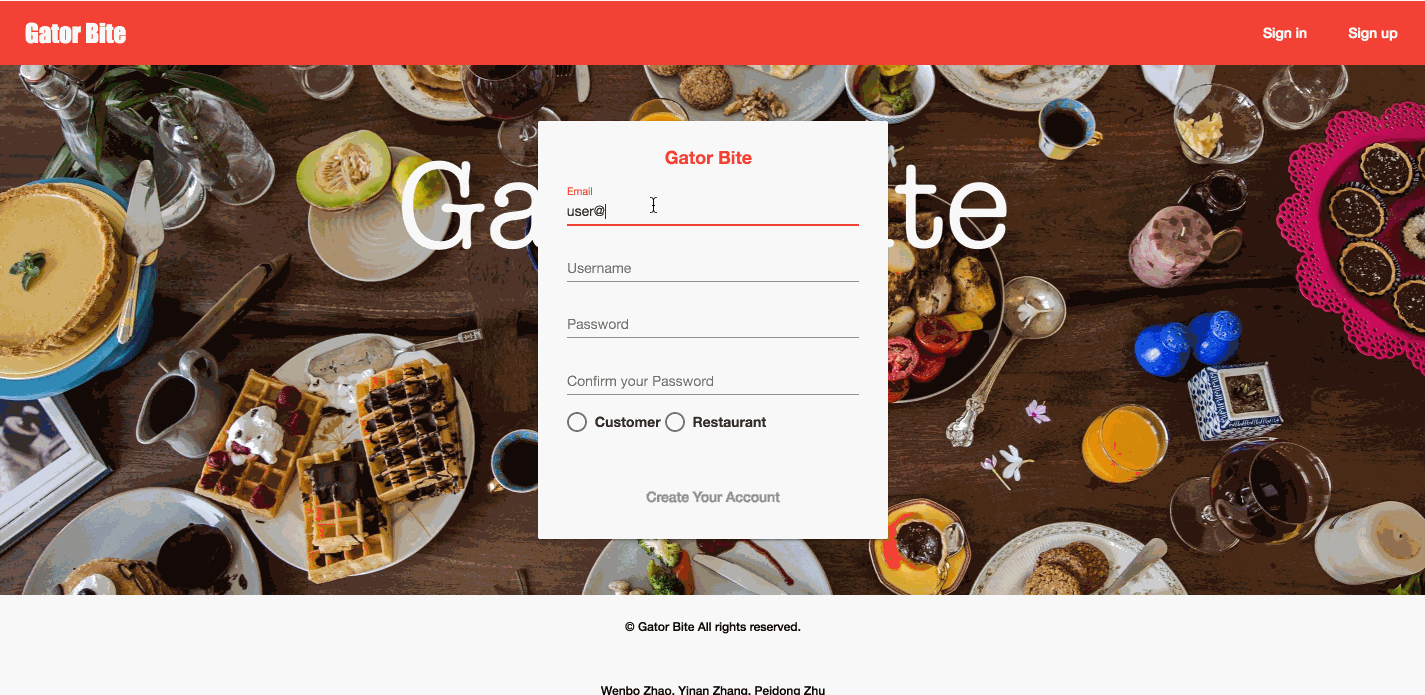 Gator Bite
Sign in
Sign up
Ga
te
Gator Bite
Email
user@
Username
Password
Confirm your Password
Customer
Restaurant
Create Your Account
© Gator Bite All rights reserved.
Wenbo Zhao, Yinan Zhang, Peidong Zhu